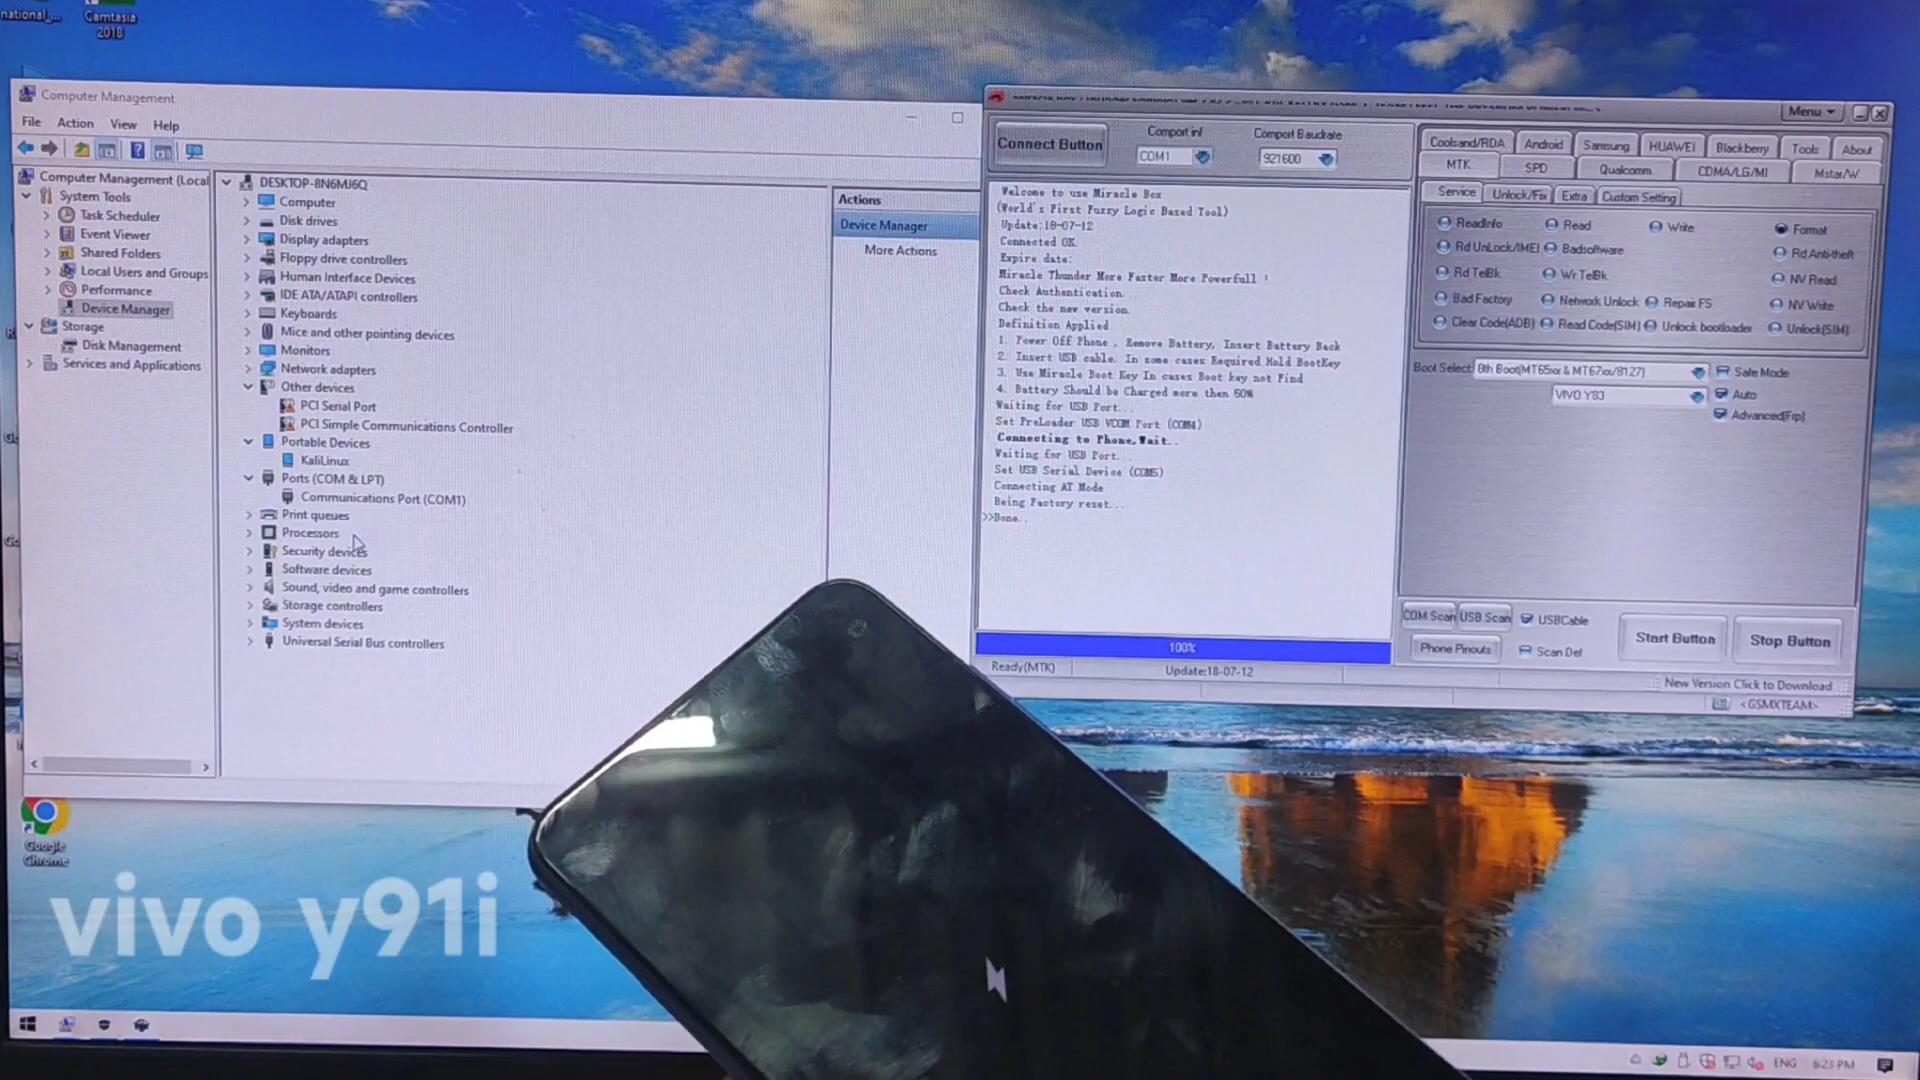 Camtasia
2018
Computer Management
File Action View Help
Computer Management (Local
System Tools
Task Scheduler
Event Viewer
Shared Folders
Local Users and Groups
Performance
Device Manager
Storage
Disk Management
Services and Applications
DESKTOP-8N6MJ6Q
Computer
Disk drives
Display adapters
Floppy drive controllers
Human Interface Devices
IDE ATA/ATAPI controllers
Keyboards
Mice and other pointing devices
Monitors
Network adapters
Other devices
PCI Serial Port
PCI Simple Communications Controller
Portable Devices
KaliLinux
Ports (COM & LPT)
Communications Port (COM1)
Print queues
Processors
Security devices
Software devices
Sound, video and game controllers
Storage controllers
System devices
Universal Serial Bus controllers
Actions
Device Manager
More Actions
Menu
Connect Button
Comport inf
COM1
Comport Baudrate
921600
Welcome to use Miracle Box
(World's First Fuzzy Logic Based Tool)
Update:18-07-12
Connected OK.
Expire date:
Miracle Thunder More Faster More Powerfull !
Check Authentication..
Check the new version.
Definition Applied
1. Power Off Phone , Remove Battery, Insert Battery Back
2. Insert USB cable. In some cases Required Hold BootKey
3. Use Miracle Boot Key In cases Boot key not Find
4. Battery Should be Charged more then 50%
Waiting for USB Port...
Set PreLoader USB VCOM Port (COM4)
Connecting to Phone,Wait..
Waiting for USB Port...
Set USB Serial Device (COM5)
Connecting AT Mode
Being Factory reset...
>>Done..
100%
Ready(MTK) Update:18-07-12
Coolsand/RDA Android Samsung HUAWEI Blackberry Tools About
MTK SPD Qualcomm CDMA/LG/MI Mstar/W
Service Unlock/Fix Extra Custom Setting
ReadInfo Read Write Format
Rd UnLock/IMEI Badsoftware Rd Anti-theft
Rd TelBk Wr TelBk NV Read
Bad Factory Network Unlock Repair FS NV Write
Clear Code(ADB) Read Code(SIM) Unlock bootloader Unlock(SIM)
Boot Select: 8th Boot(MT65xx & MT67xx/8127) Safe Mode
VIVO Y83 Auto
Advanced(Frp)
COM Scan USB Scan USBCable
Phone Pinouts Scan Del
Start Button Stop Button
New Version Click to Download
<GSMXTEAM>
Google
Chrome
vivo y91i
ENG 6:23 PM